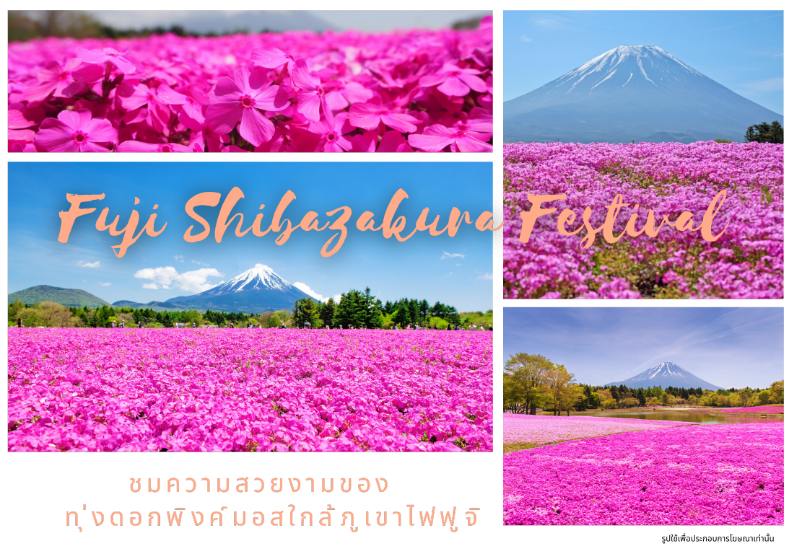 Fuji Shibazakura Festival
ชมความสวยงามของ
ทุ่งดอกพิงค์มอสใกล้ภูเขาไฟฟูจิ
รูปใช้เพื่อประกอบการโฆษณาเท่านั้น